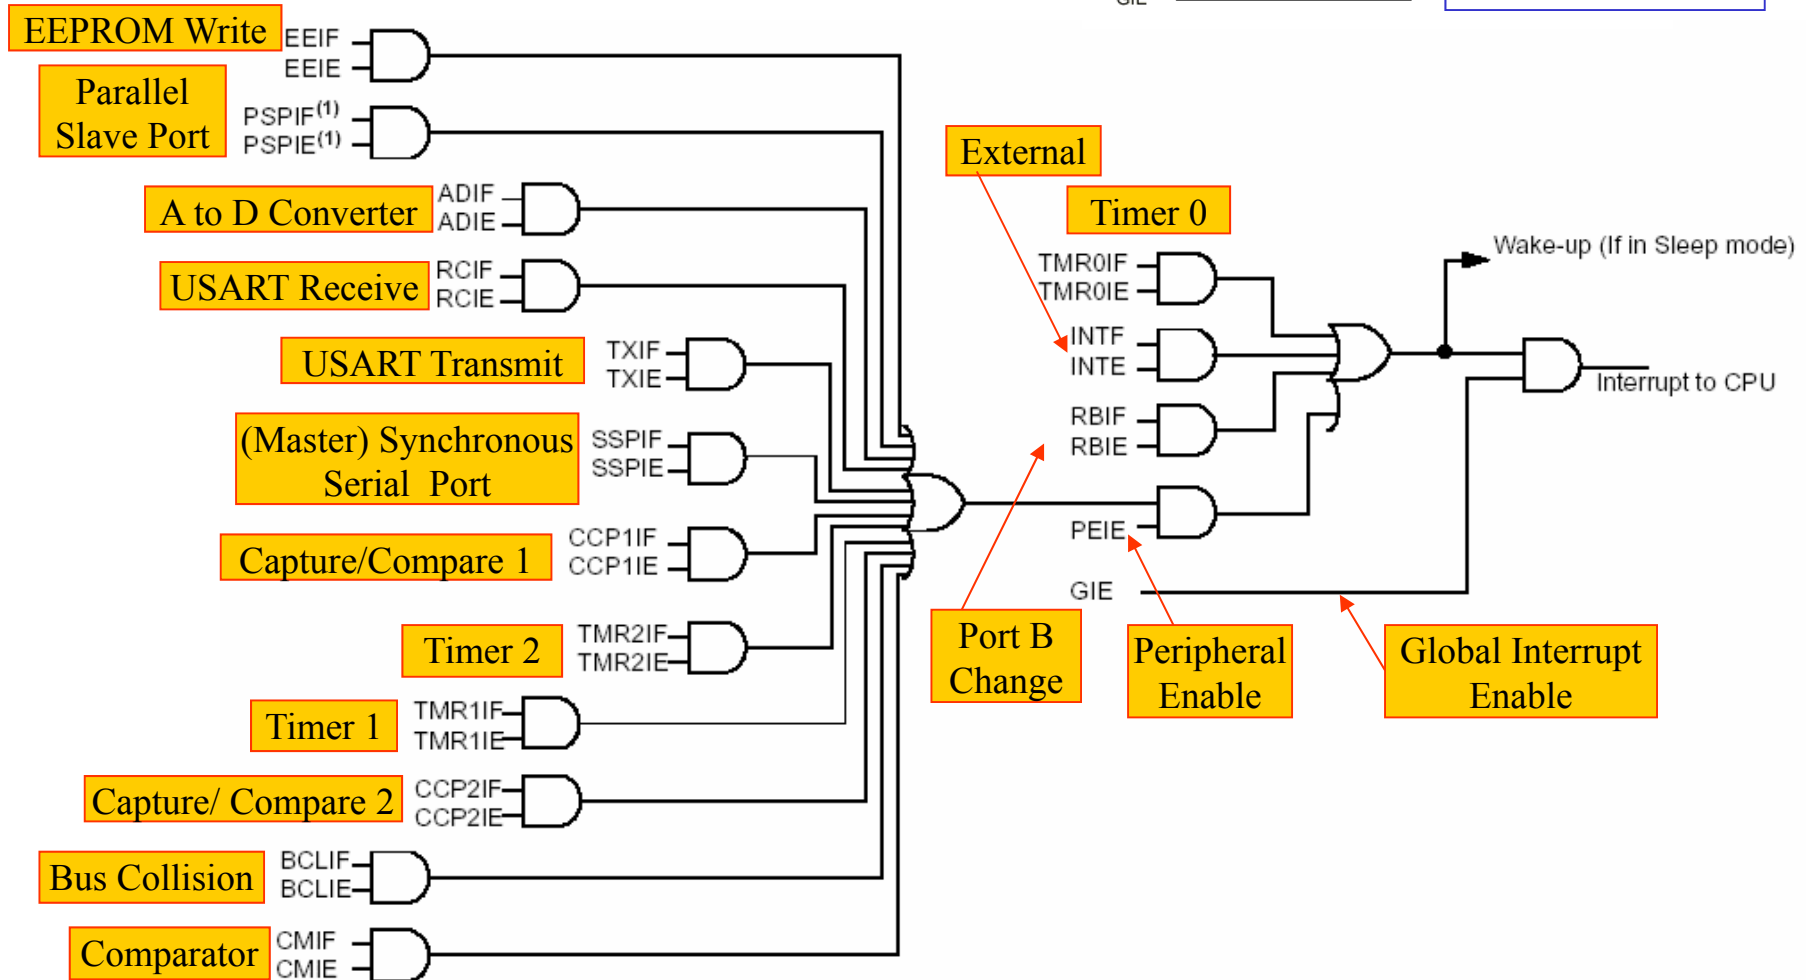 GIE
EEPROM Write
EEIF
EEIE
Parallel
Slave Port
PSPIF(1)
PSPIE(1)
A to D Converter
ADIF
ADIE
USART Receive
RCIF
RCIE
USART Transmit
TXIF
TXIE
(Master) Synchronous
Serial Port
SSPIF
SSPIE
Capture/Compare 1
CCP1IF
CCP1IE
Timer 2
TMR2IF
TMR2IE
Timer 1
TMR1IF
TMR1IE
Capture/ Compare 2
CCP2IF
CCP2IE
Bus Collision
BCLIF
BCLIE
Comparator
CMIF
CMIE
External
Timer 0
TMR0IF
TMR0IE
INTF
INTE
RBIF
RBIE
PEIE
GIE
Port B
Change
Peripheral
Enable
Global Interrupt
Enable
Wake-up (If in Sleep mode)
Interrupt to CPU